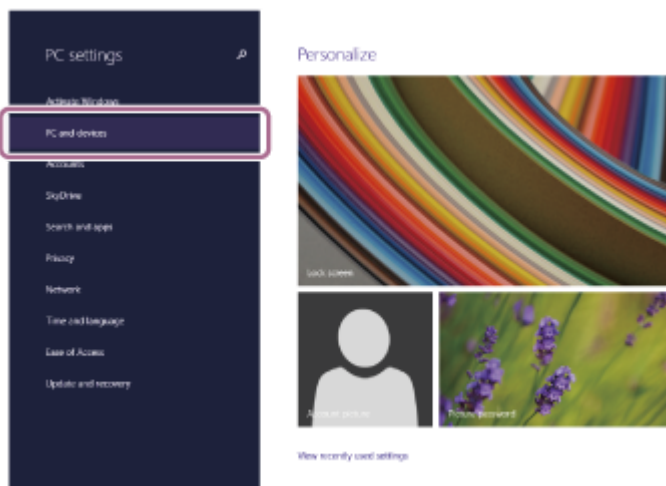 PC settings
Activate Windows
PC and devices
Accounts
SkyDrive
Search and apps
Privacy
Network
Time and language
Ease of Access
Update and recovery
Personalize
Lock screen
Account picture
Picture password
View recently used settings